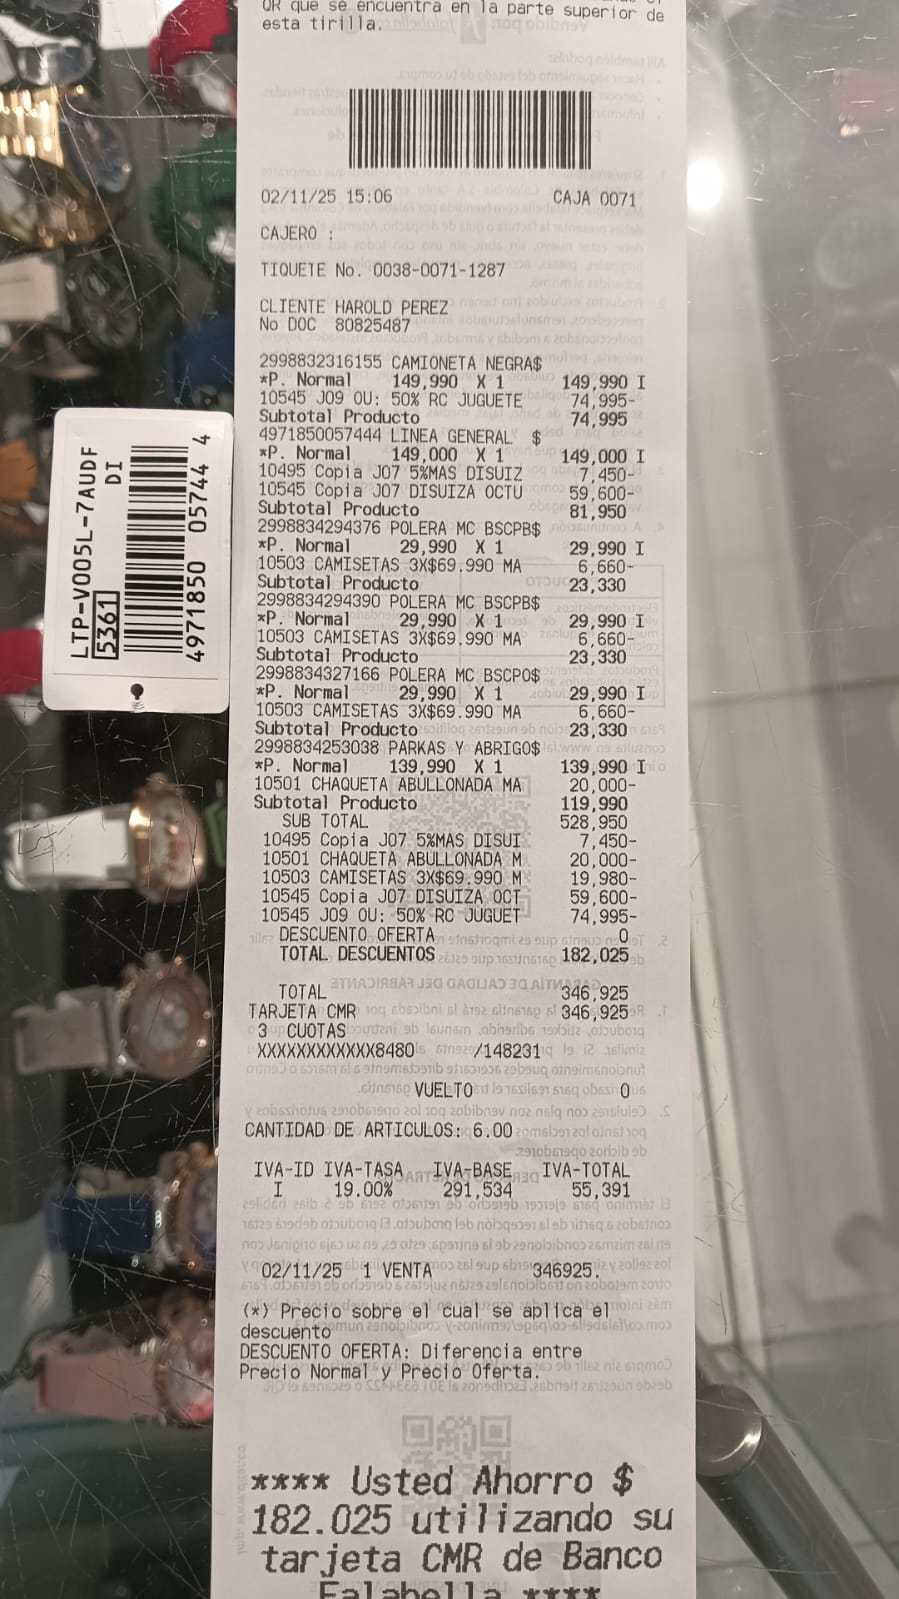 QR que se encuentra en la parte superior de
esta tirilla.
02/11/25 15:06 CAJA 0071
CAJERO :
TIQUETE No. 0038-0071-1287
CLIENTE HAROLD PEREZ
No DOC 80825487
2998832316155 CAMIONETA NEGRA$
*P. Normal 149,990 X 1 149,990 I
10545 J09 OU: 50% RC JUGUETE 74,995-
Subtotal Producto 74,995
4971850057444 LINEA GENERAL $
*P. Normal 149,000 X 1 149,000 I
10495 Copia J07 5%MAS DISUIZ 7,450-
10545 Copia J07 DISUIZA OCTU 59,600-
Subtotal Producto 81,950
2998834294376 POLERA MC BSCPB$
*P. Normal 29,990 X 1 29,990 I
10503 CAMISETAS 3X$69.990 MA 6,660-
Subtotal Producto 23,330
2998834294390 POLERA MC BSCPB$
*P. Normal 29,990 X 1 29,990 I
10503 CAMISETAS 3X$69.990 MA 6,660-
Subtotal Producto 23,330
2998834327166 POLERA MC BSCPO$
*P. Normal 29,990 X 1 29,990 I
10503 CAMISETAS 3X$69.990 MA 6,660-
Subtotal Producto 23,330
2998834253038 PARKAS Y ABRIGO$
*P. Normal 139,990 X 1 139,990 I
10501 CHAQUETA ABULLONADA MA 20,000-
Subtotal Producto 119,990
SUB TOTAL 528,950
10495 Copia J07 5%MAS DISUI 7,450-
10501 CHAQUETA ABULLONADA M 20,000-
10503 CAMISETAS 3X$69.990 M 19,980-
10545 Copia J07 DISUIZA OCT 59,600-
10545 J09 OU: 50% RC JUGUET 74,995-
DESCUENTO OFERTA 0
TOTAL DESCUENTOS 182,025
TOTAL 346,925
TARJETA CMR 346,925
3 CUOTAS
XXXXXXXXXXXX8480 /148231
VUELTO 0
CANTIDAD DE ARTICULOS: 6.00
IVA-ID IVA-TASA IVA-BASE IVA-TOTAL
I 19.00% 291,534 55,391
02/11/25 1 VENTA 346925.
(*) Precio sobre el cual se aplica el
descuento
DESCUENTO OFERTA: Diferencia entre
Precio Normal y Precio Oferta.
**** Usted Ahorro $
182.025 utilizando su
tarjeta CMR de Banco
Falabella ****
LTP-V005L-7AUDF
DI
5361
4971850 05744 4